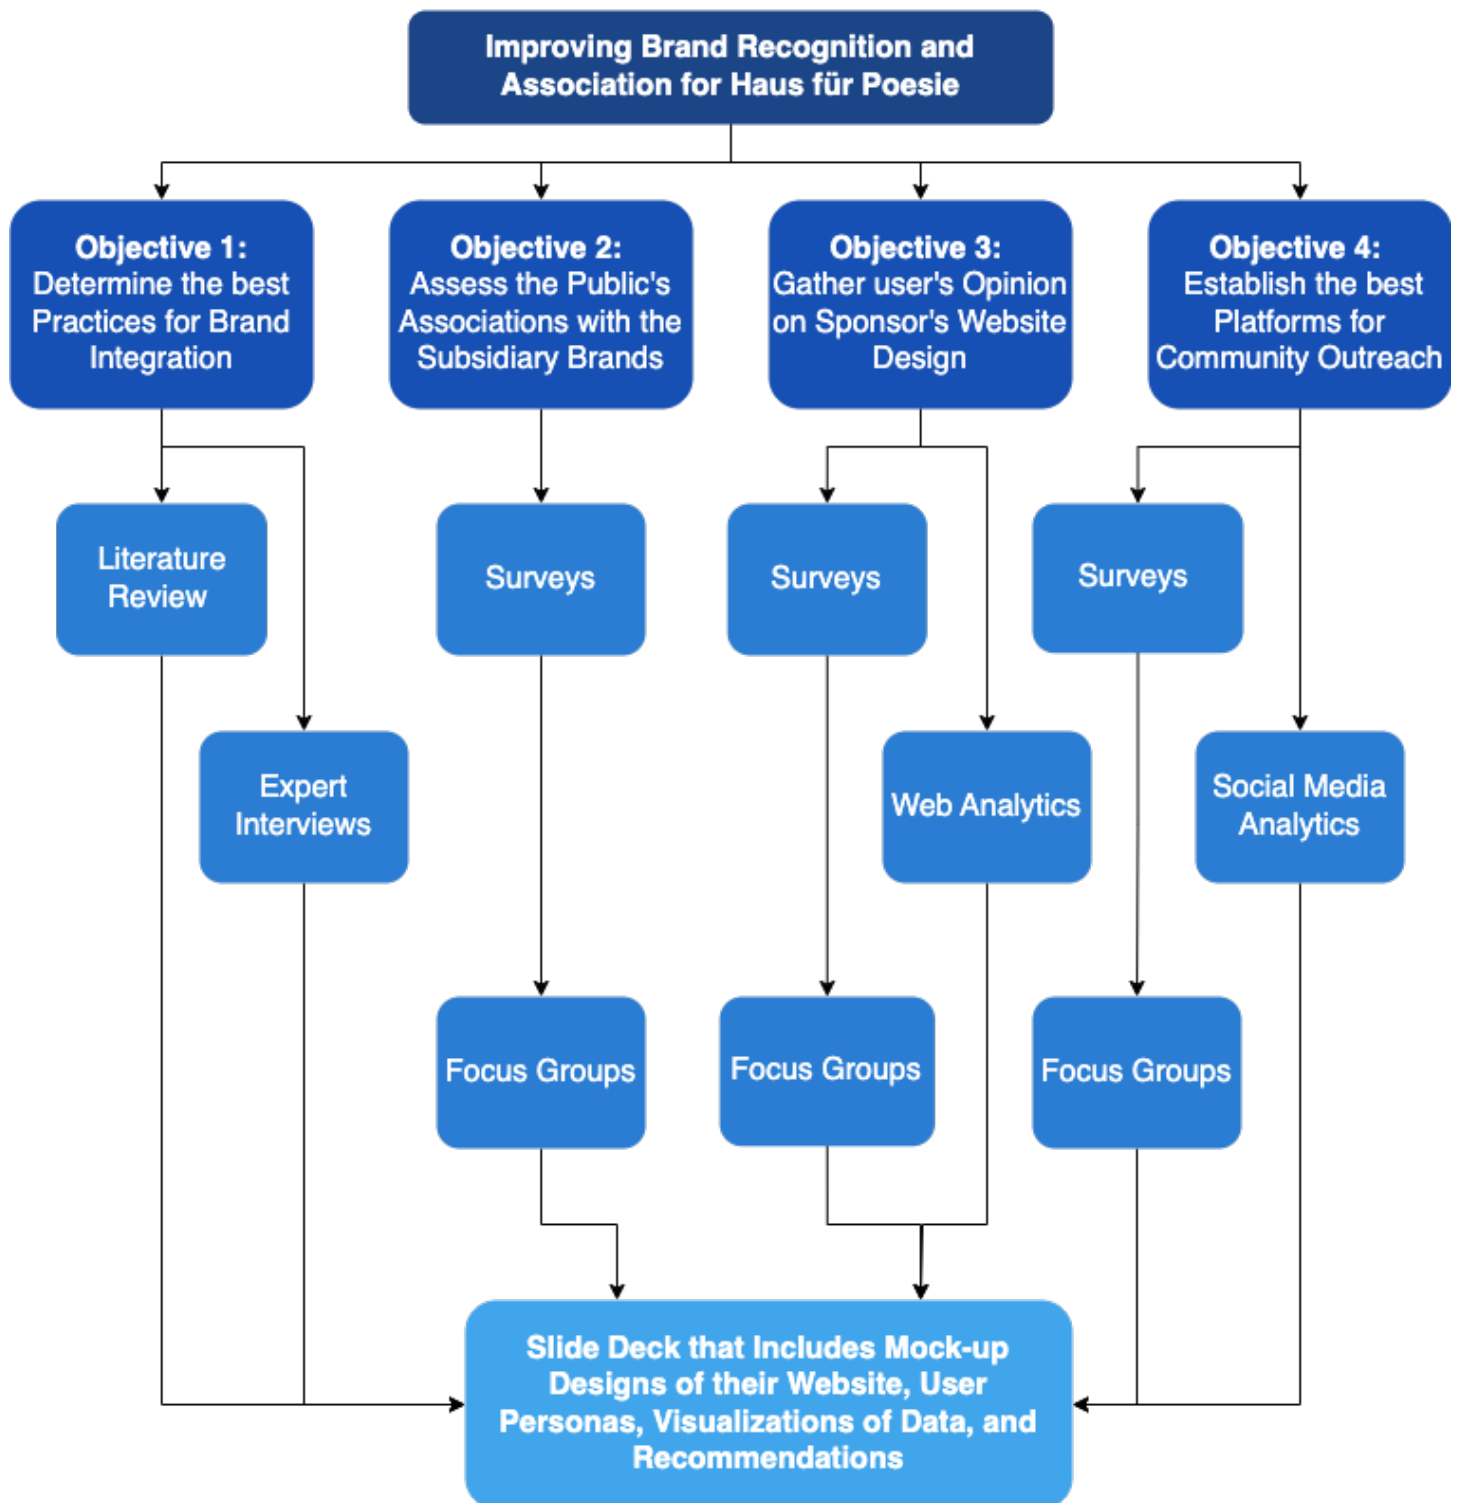 Improving Brand Recognition and
Association for Haus für Poesie
Objective 1:
Determine the best
Practices for Brand
Integration
Objective 2:
Assess the Public's
Associations with the
Subsidiary Brands
Objective 3:
Gather user's Opinion
on Sponsor's Website
Design
Objective 4:
Establish the best
Platforms for
Community Outreach
Literature
Review
Surveys
Surveys
Surveys
Expert
Interviews
Web Analytics
Social Media
Analytics
Focus Groups
Focus Groups
Focus Groups
Slide Deck that Includes Mock-up
Designs of their Website, User
Personas, Visualizations of Data, and
Recommendations